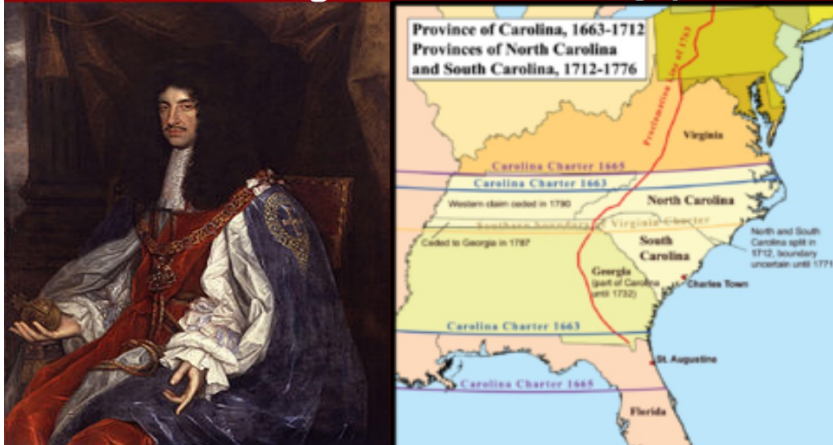 Province of Carolina, 1663-1712
Provinces of North Carolina
and South Carolina, 1712-1776
Proclamation Line of 1763
Virginia
Carolina Charter 1665
Carolina Charter 1663
Western claim ceded in 1790
North Carolina
Southern boundary of Virginia Charter
Ceded to Georgia in 1787
South
Carolina
North and South
Carolina split in
1712, boundary
uncertain until 1771
Georgia
(part of Carolina
until 1732)
Charles Town
Carolina Charter 1663
St. Augustine
Carolina Charter 1665
Florida